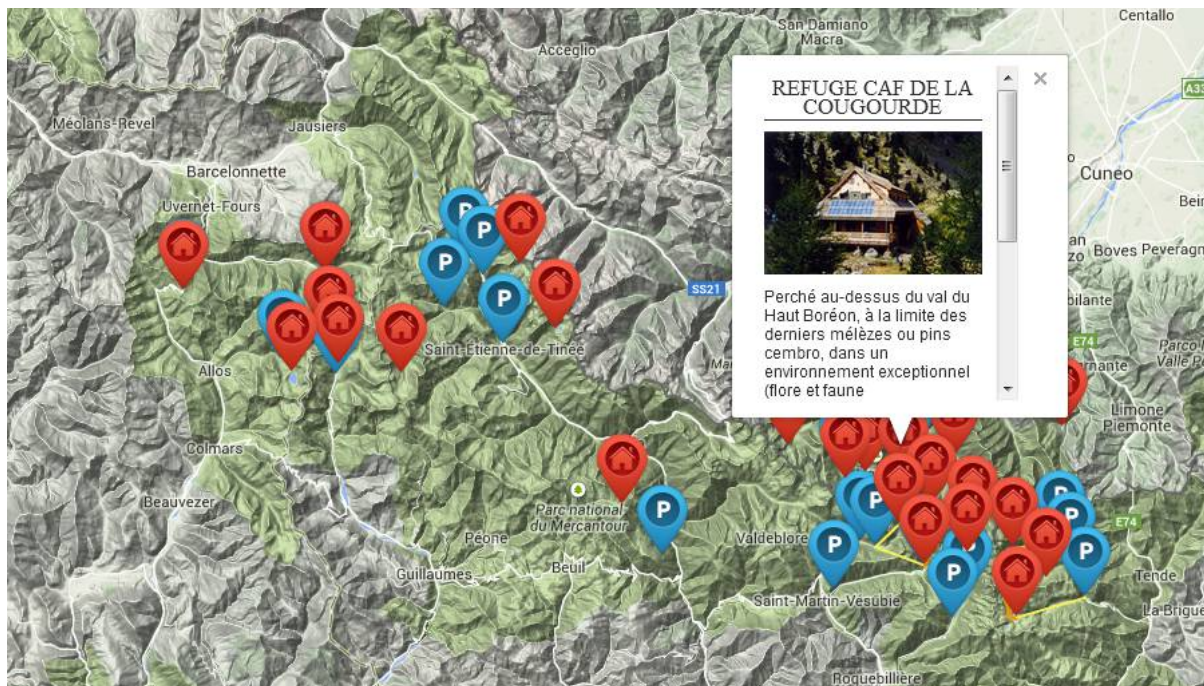 Centallo
San Damiano
Macra
Acceglio
A33
REFUGE CAF DE LA
COUGOURDE
×
Méolans-Revel
Jausiers
Barcelonnette
Cuneo
Uvernet-Fours
P
P
Boves
Peveragn
P
SS21
P
Perché au-dessus du val du
Haut Boréon, à la limite des
derniers mélèzes ou pins
cembro, dans un
environnement exceptionnel
(flore et faune
E74
Saint-Étienne-de-Tinée
Allos
Limone
Piemonte
Colmars
Beauvezer
Parc national
du Mercantour
P
P
P
E74
Péone
Valdeblore
P
P
Beuil
Guillaumes
P
Tende
Saint-Martin-Vésubie
La Brigue
Roquebillière